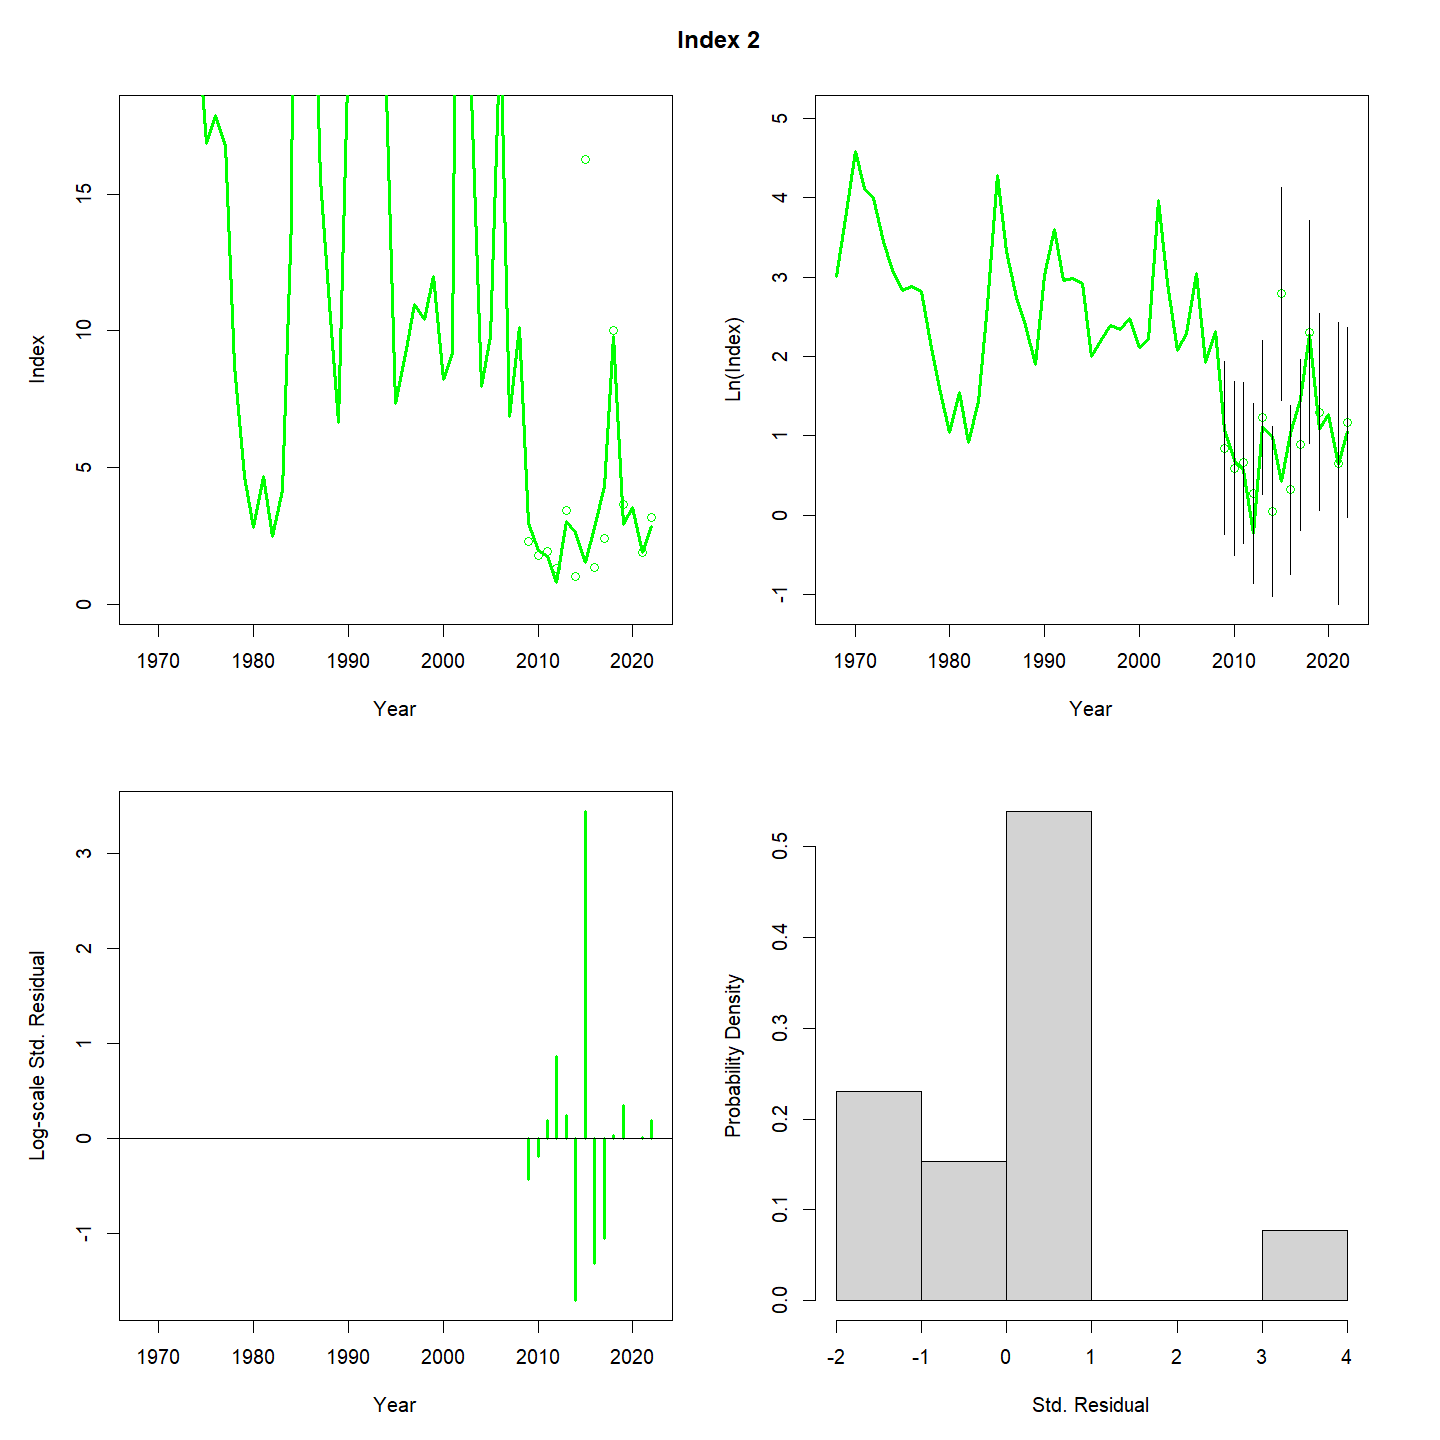 Index 2
Index
15
10
5
0
1970 1980 1990 2000 2010 2020
Year
Ln(Index)
5
4
3
2
1
0
-1
1970 1980 1990 2000 2010 2020
Year
Log-scale Std. Residual
3
2
1
0
-1
1970 1980 1990 2000 2010 2020
Year
Probability Density
0.5
0.4
0.3
0.2
0.1
0.0
-2 -1 0 1 2 3 4
Std. Residual